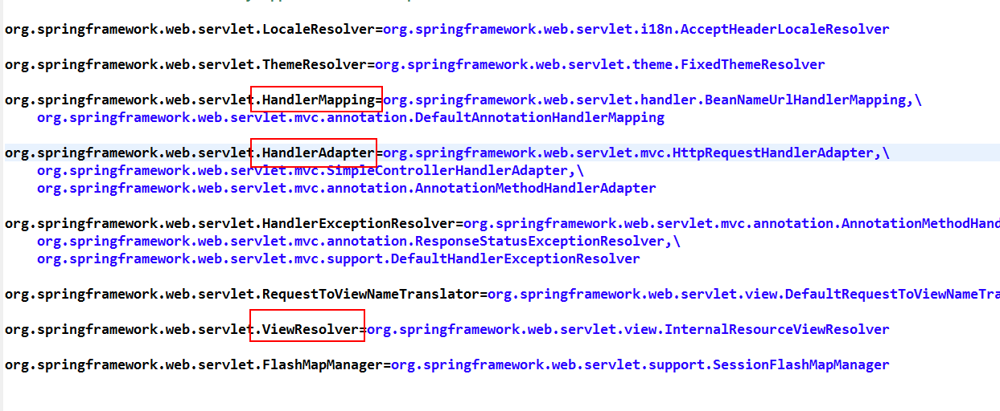 org.springframework.web.servlet.LocaleResolver=org.springframework.web.servlet.i18n.AcceptHeaderLocaleResolver
org.springframework.web.servlet.ThemeResolver=org.springframework.web.servlet.theme.FixedThemeResolver
org.springframework.web.servlet.HandlerMapping=org.springframework.web.servlet.handler.BeanNameUrlHandlerMapping,\
org.springframework.web.servlet.mvc.annotation.DefaultAnnotationHandlerMapping
org.springframework.web.servlet.HandlerAdapter=org.springframework.web.servlet.mvc.HttpRequestHandlerAdapter,\
org.springframework.web.servlet.mvc.SimpleControllerHandlerAdapter,\
org.springframework.web.servlet.mvc.annotation.AnnotationMethodHandlerAdapter
org.springframework.web.servlet.HandlerExceptionResolver=org.springframework.web.servlet.mvc.annotation.AnnotationMethodHand
org.springframework.web.servlet.mvc.annotation.ResponseStatusExceptionResolver,\
org.springframework.web.servlet.mvc.support.DefaultHandlerExceptionResolver
org.springframework.web.servlet.RequestToViewNameTranslator=org.springframework.web.servlet.view.DefaultRequestToViewNameTra
org.springframework.web.servlet.ViewResolver=org.springframework.web.servlet.view.InternalResourceViewResolver
org.springframework.web.servlet.FlashMapManager=org.springframework.web.servlet.support.SessionFlashMapManager